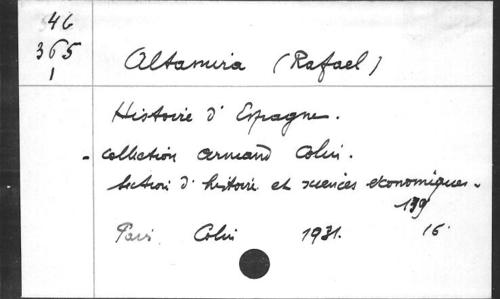 46
365
1
Altamira (Rafael)
Histoire d'Espagne.
- Collection Armand Colin.
Section d'histoire et sciences économiques.
139
Paris Colin 1931. 16°